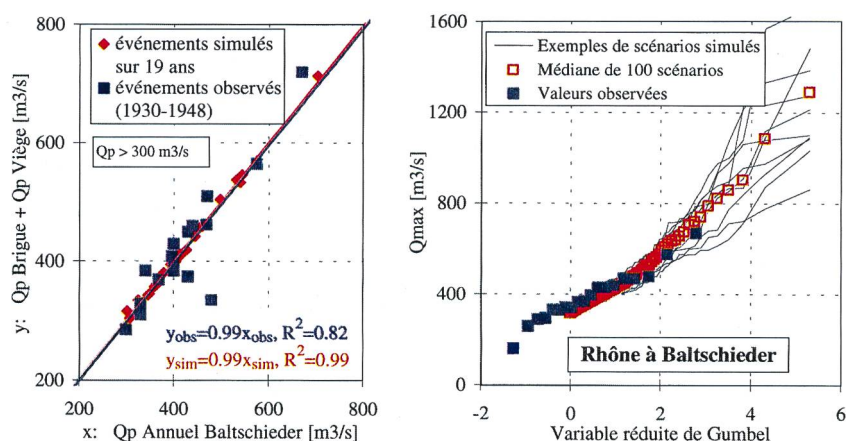 800
600
400
200
200
400
600
800
y: Qp Brigue + Qp Viège [m3/s]
événements simulés
sur 19 ans
événements observés
(1930-1948)
Qp > 300 m3/s
yobs=0.99xobs, R2=0.82
ysim=0.99xsim, R2=0.99
x: Qp Annuel Baltschieder [m3/s]
1600
1200
800
400
0
-2
0
2
4
6
Qmax [m3/s]
Exemples de scénarios simulés
Médiane de 100 scénarios
Valeurs observées
Rhône à Baltschieder
Variable réduite de Gumbel